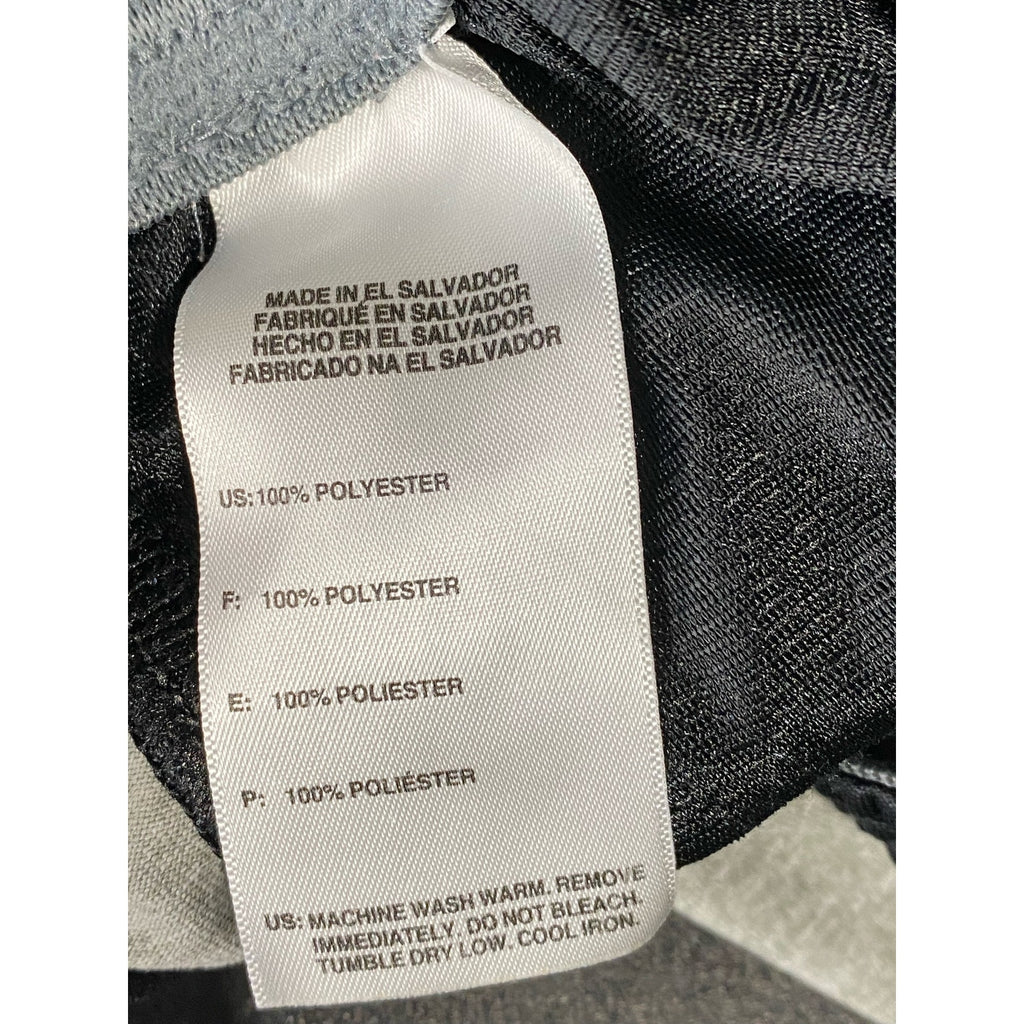 MADE IN EL SALVADOR
FABRIQUÉ EN SALVADOR
HECHO EN EL SALVADOR
FABRICADO NA EL SALVADOR
US: 100% POLYESTER
F: 100% POLYESTER
E: 100% POLIESTER
P: 100% POLIÉSTER
US: MACHINE WASH WARM. REMOVE
IMMEDIATELY. DO NOT BLEACH.
TUMBLE DRY LOW. COOL IRON.